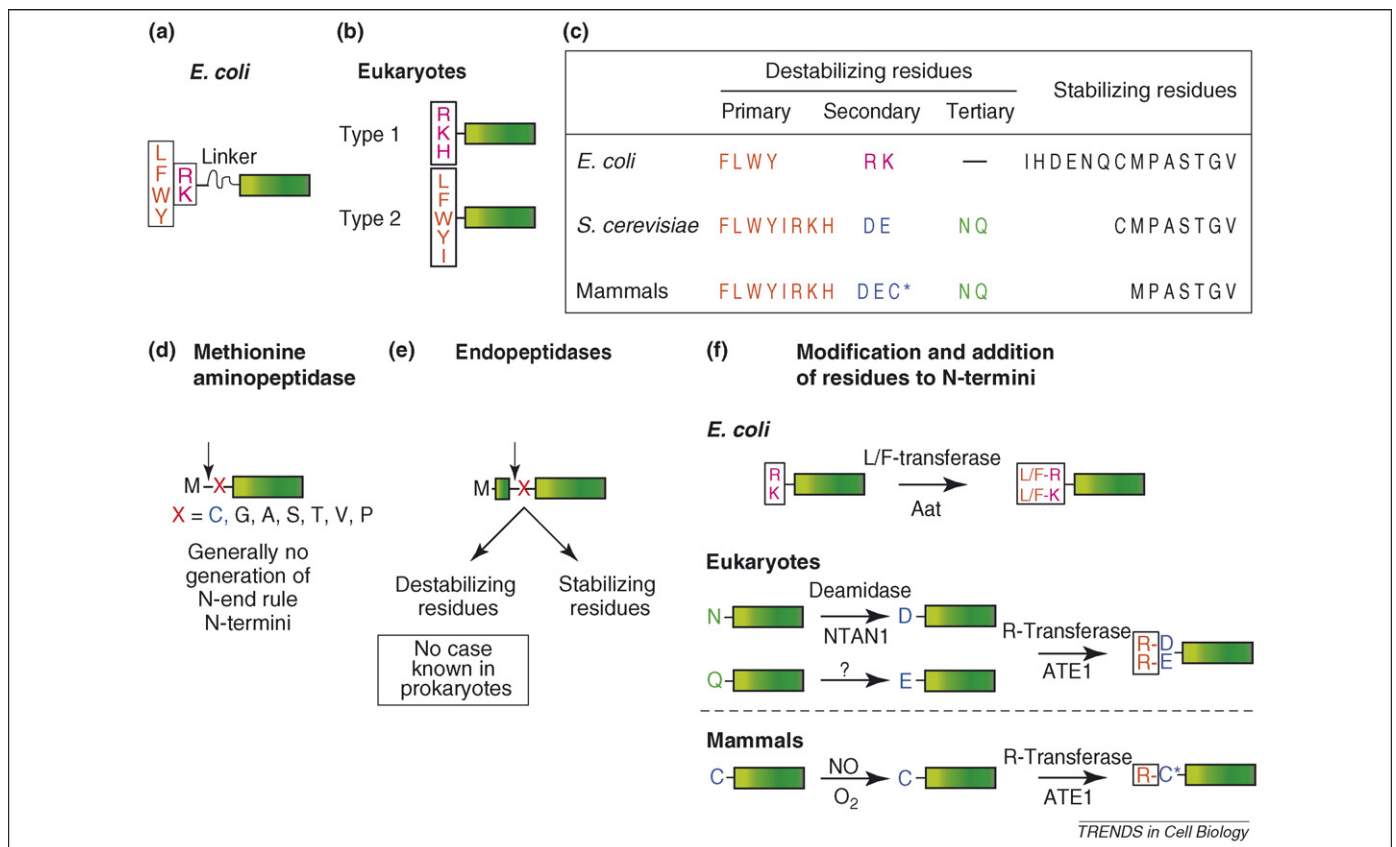 (a)
E. coli
L
F
W
Y
R
K
Linker
(b)
Eukaryotes
Type 1
R
K
H
Type 2
L
F
W
Y
I
(c)
Destabilizing residues
Stabilizing residues
Primary Secondary Tertiary
E. coli FLWY RK — IHDENQCMPASTGV
S. cerevisiae FLWYIRKH DE NQ CMPASTGV
Mammals FLWYIRKH DEC* NQ MPASTGV
(d) Methionine
aminopeptidase
M X
X = C, G, A, S, T, V, P
Generally no
generation of
N-end rule
N-termini
(e) Endopeptidases
M X
Destabilizing
residues
Stabilizing
residues
No case
known in
prokaryotes
(f) Modification and addition
of residues to N-termini
E. coli
R
K
L/F-transferase
Aat
L/F-R
L/F-K
Eukaryotes
N
Deamidase
NTAN1
D
Q
?
E
R-Transferase
ATE1
R-D
R-E
Mammals
C
NO
O2
C
R-Transferase
ATE1
R-C*
TRENDS in Cell Biology